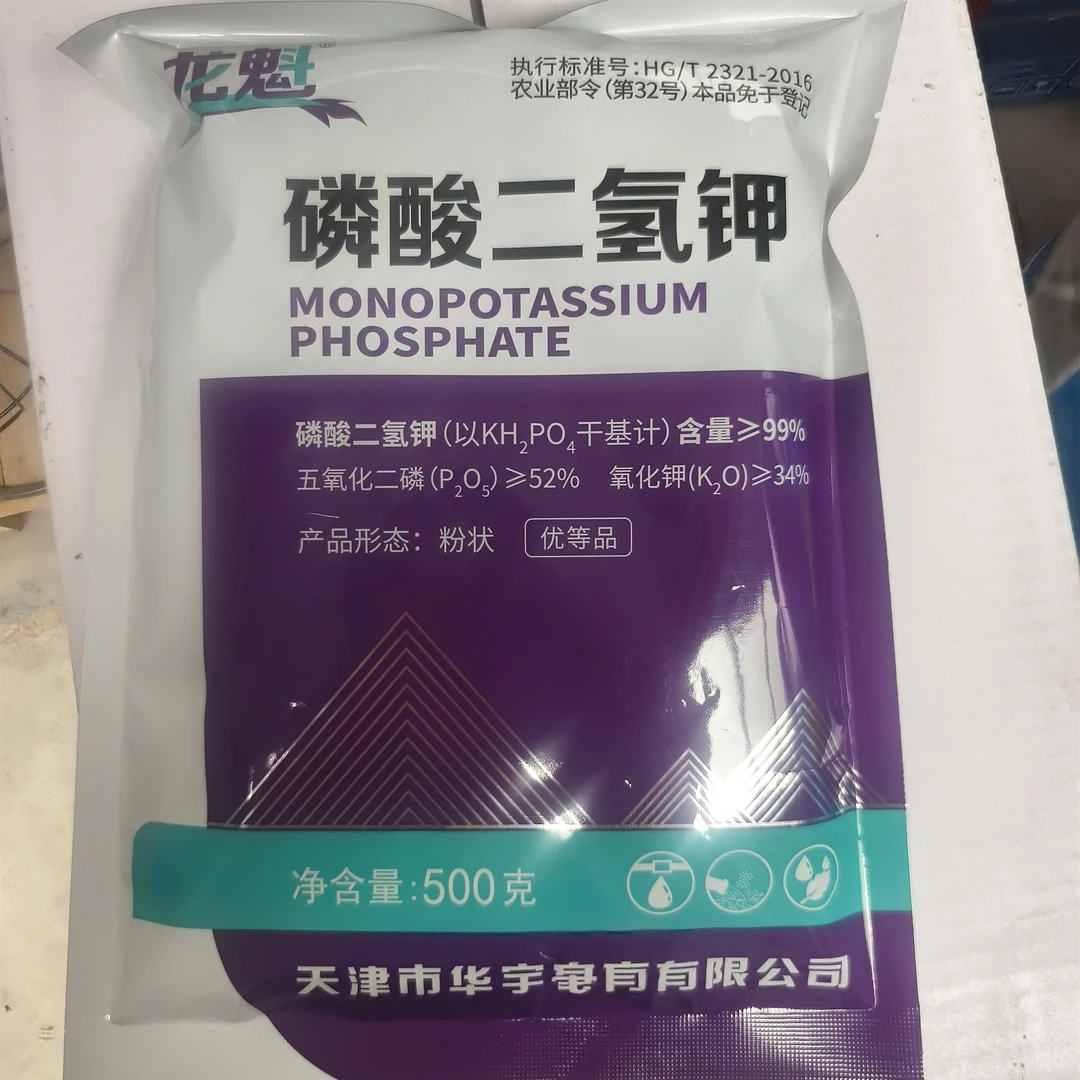 龙魁®
执行标准号:HG/T 2321-2016
农业部令(第32号)本品免于登记
磷酸二氢钾
MONOPOTASSIUM
PHOSPHATE
磷酸二氢钾(以KH₂PO₄干基计)含量≥99%
五氧化二磷(P₂O₅)≥52% 氧化钾(K₂O)≥34%
产品形态：粉状 优等品
净含量:500克
天津市华宇有限公司